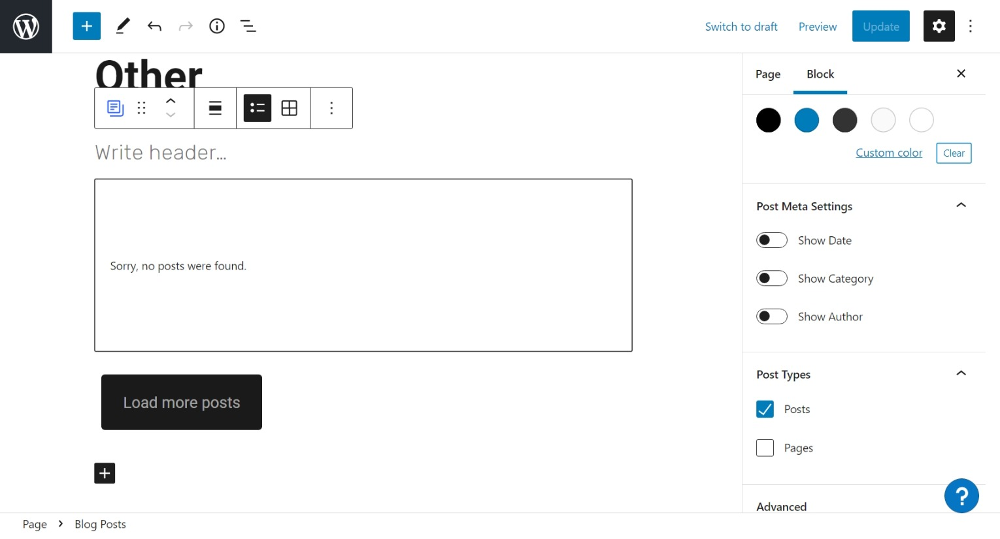 Switch to draft Preview Update
Other
Write header...
Sorry, no posts were found.
Load more posts
Page Block
Custom color Clear
Post Meta Settings
Show Date
Show Category
Show Author
Post Types
Posts
Pages
Advanced
?
Page > Blog Posts